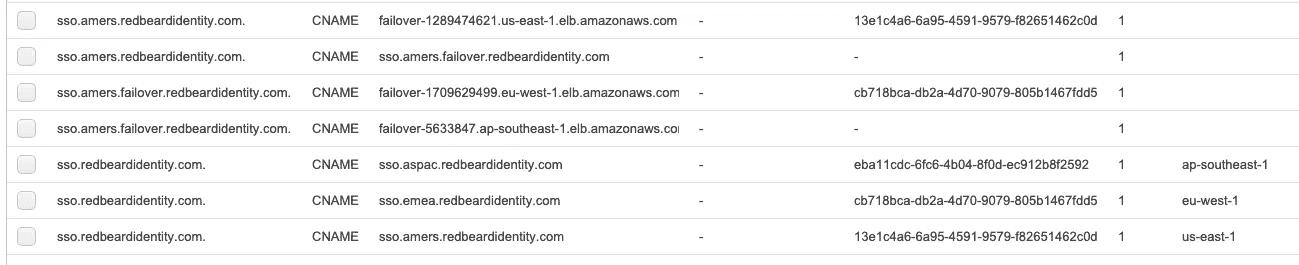 sso.amers.redbeardidentity.com. CNAME failover-1289474621.us-east-1.elb.amazonaws.com - 13e1c4a6-6a95-4591-9579-f82651462c0d 1
sso.amers.redbeardidentity.com. CNAME sso.amers.failover.redbeardidentity.com - - 1
sso.amers.failover.redbeardidentity.com. CNAME failover-1709629499.eu-west-1.elb.amazonaws.com - cb718bca-db2a-4d70-9079-805b1467fdd5 1
sso.amers.failover.redbeardidentity.com. CNAME failover-5633847.ap-southeast-1.elb.amazonaws.co - - 1
sso.redbeardidentity.com. CNAME sso.aspac.redbeardidentity.com - eba11cdc-6fc6-4b04-8f0d-ec912b8f2592 1 ap-southeast-1
sso.redbeardidentity.com. CNAME sso.emea.redbeardidentity.com - cb718bca-db2a-4d70-9079-805b1467fdd5 1 eu-west-1
sso.redbeardidentity.com. CNAME sso.amers.redbeardidentity.com - 13e1c4a6-6a95-4591-9579-f82651462c0d 1 us-east-1